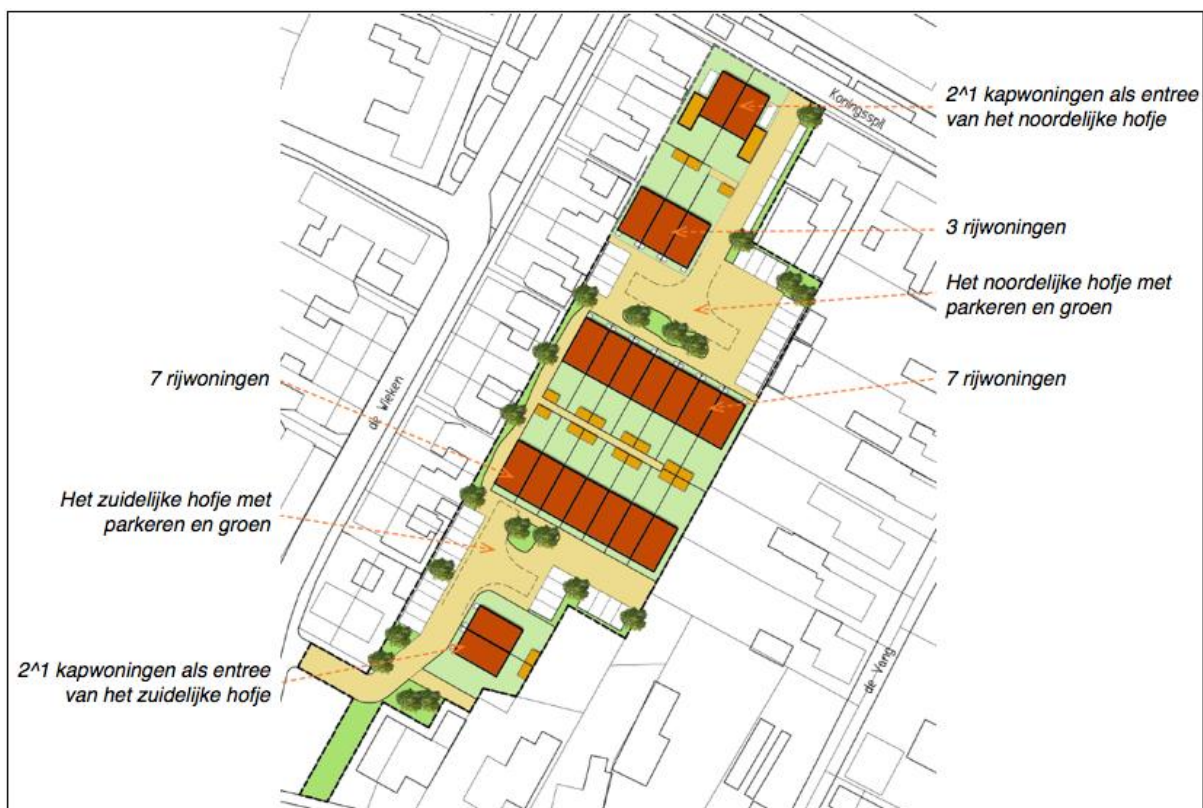 2^1 kapwoningen als entree
van het noordelijke hofje
Koningsspil
3 rijwoningen
Het noordelijke hofje met
parkeren en groen
7 rijwoningen
7 rijwoningen
de Wieken
Het zuidelijke hofje met
parkeren en groen
2^1 kapwoningen als entree
van het zuidelijke hofje
de Vang